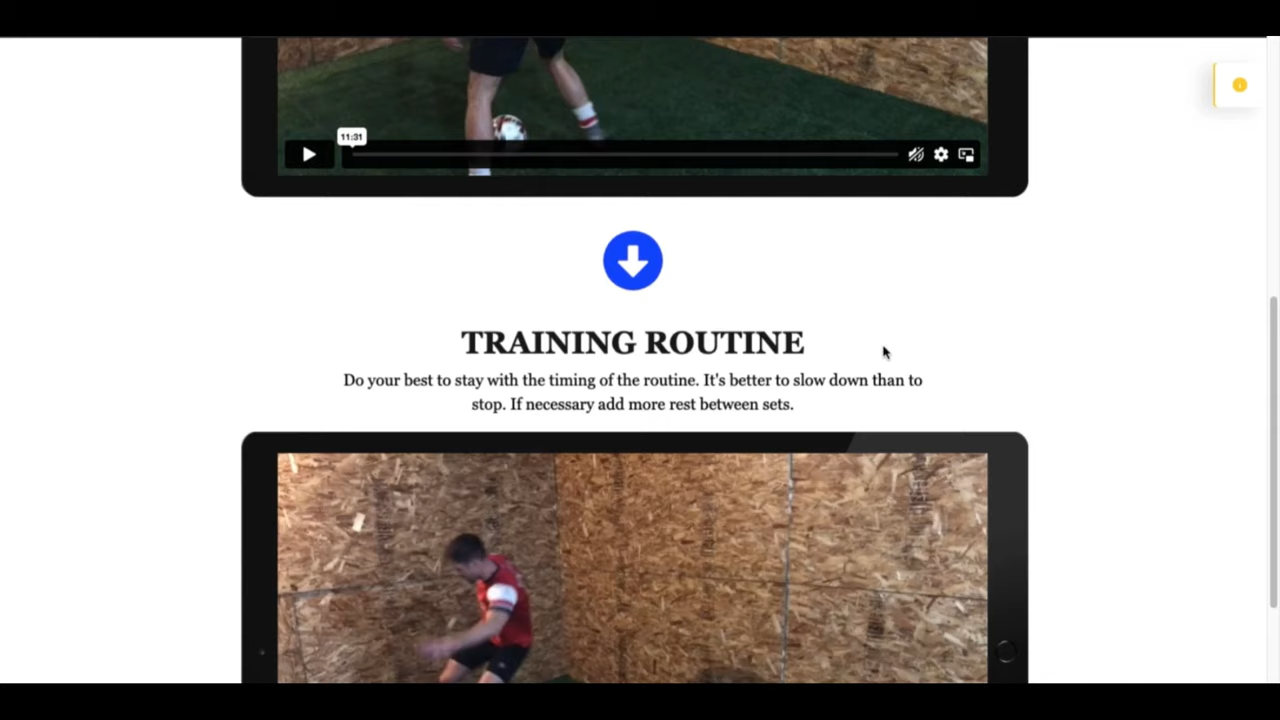 11:31
TRAINING ROUTINE
Do your best to stay with the timing of the routine. It's better to slow down than to
stop. If necessary add more rest between sets.